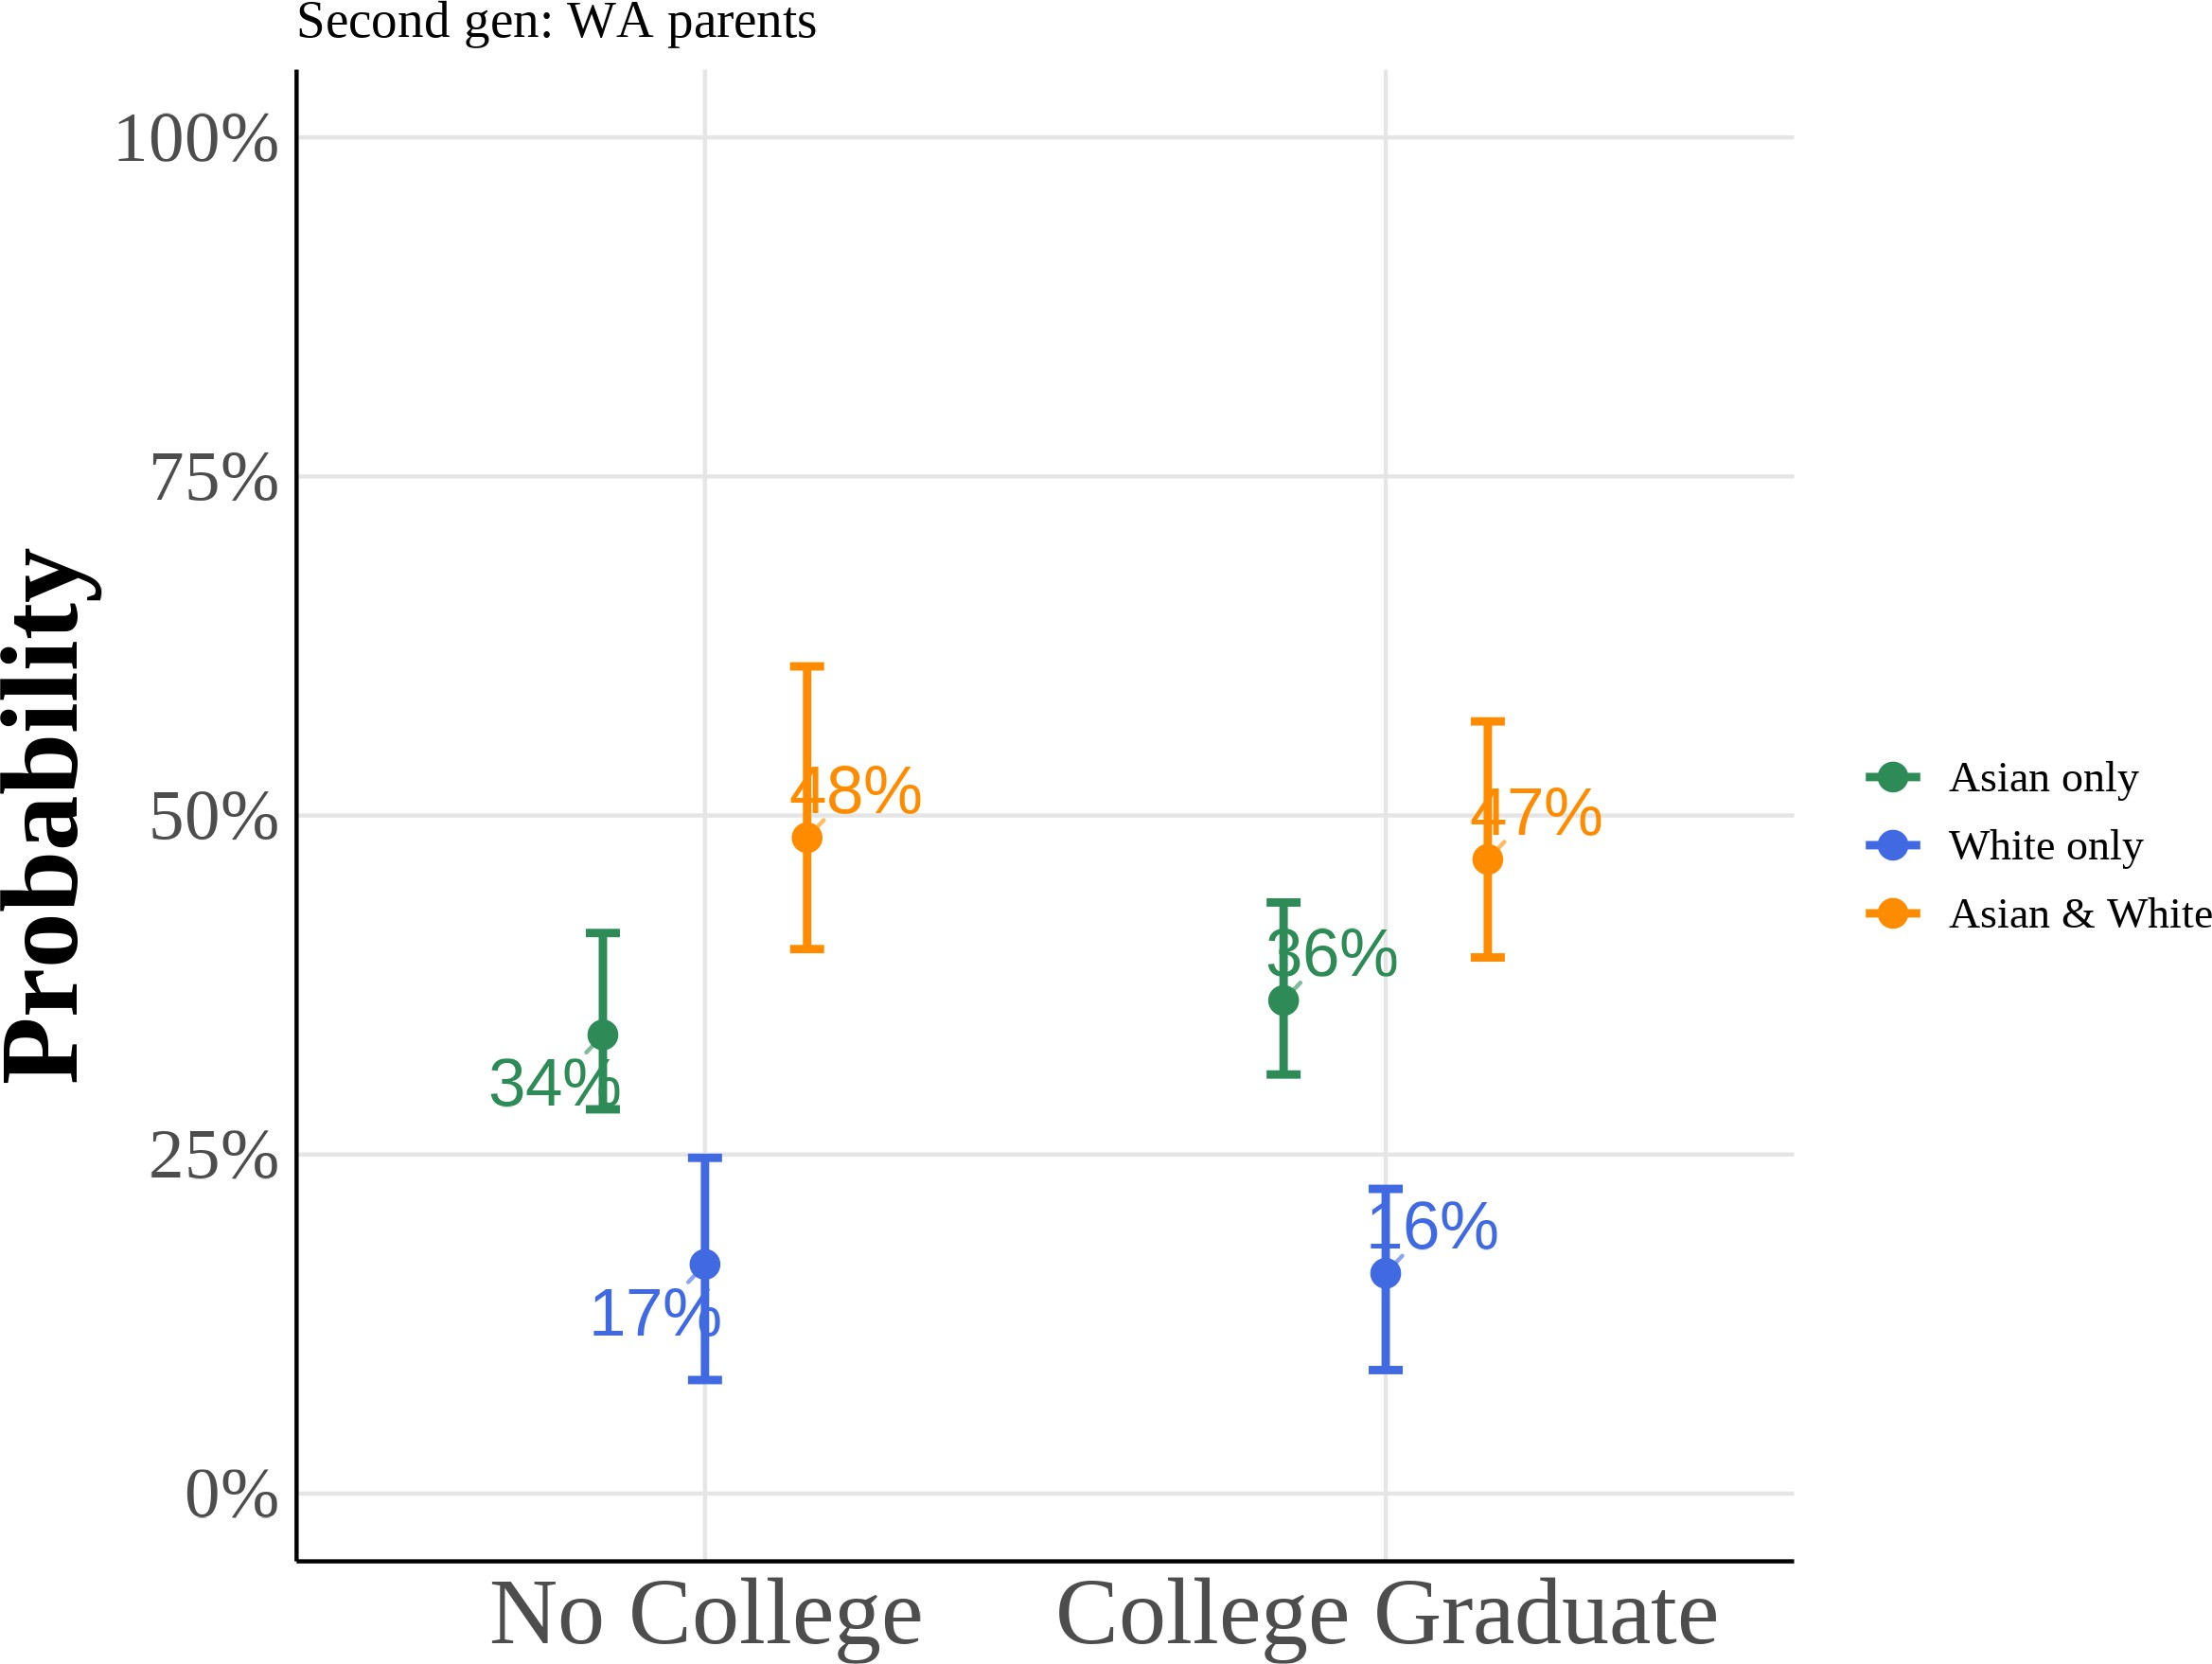 Second gen: WA parents
100%
75%
50%
25%
0%
Probability
48%
47%
36%
34%
16%
17%
Asian only
White only
Asian & White
No College
College Graduate